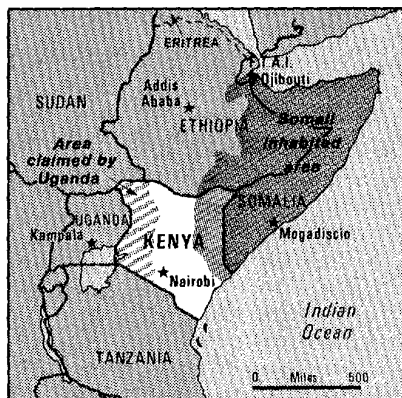 ERITREA
T.A.I.
Djibouti
Addis
Ababa
SUDAN
ETHIOPIA
Somali
inhabited
area
Area
claimed by
Uganda
UGANDA
Kampala
SOMALIA
KENYA
Mogadiscio
Nairobi
Indian
Ocean
TANZANIA
0 Miles 500